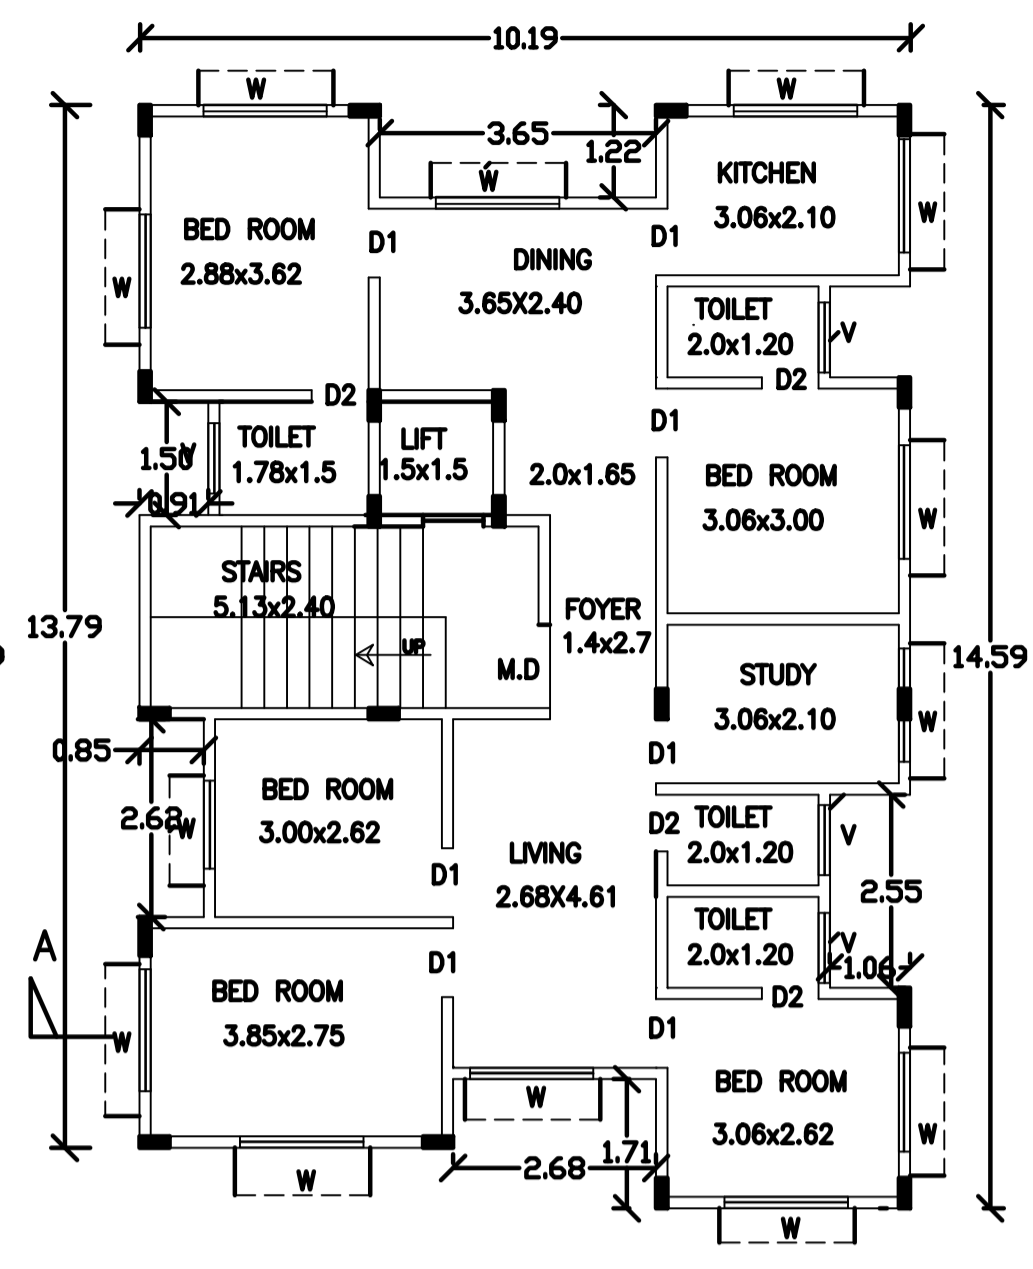 10.19
W
W
3.65
1.22
W
KITCHEN
3.06x2.10
W
BED ROOM
2.88x3.62
D1
D1
DINING
3.65X2.40
W
TOILET
2.0x1.20
V
D2
D2
D1
TOILET
1.78x1.5
V
1.50
0.91
LIFT
1.5x1.5
2.0x1.65
BED ROOM
3.06x3.00
W
STAIRS
5.13x2.40
UP
M.D
FOYER
1.4x2.7
13.79
14.59
STUDY
3.06x2.10
W
D1
0.85
2.62
W
BED ROOM
3.00x2.62
D1
LIVING
2.68X4.61
D2
TOILET
2.0x1.20
V
2.55
TOILET
2.0x1.20
V
1.06
D2
A
W
BED ROOM
3.85x2.75
D1
D1
BED ROOM
3.06x2.62
W
W
1.71
2.68
W
W